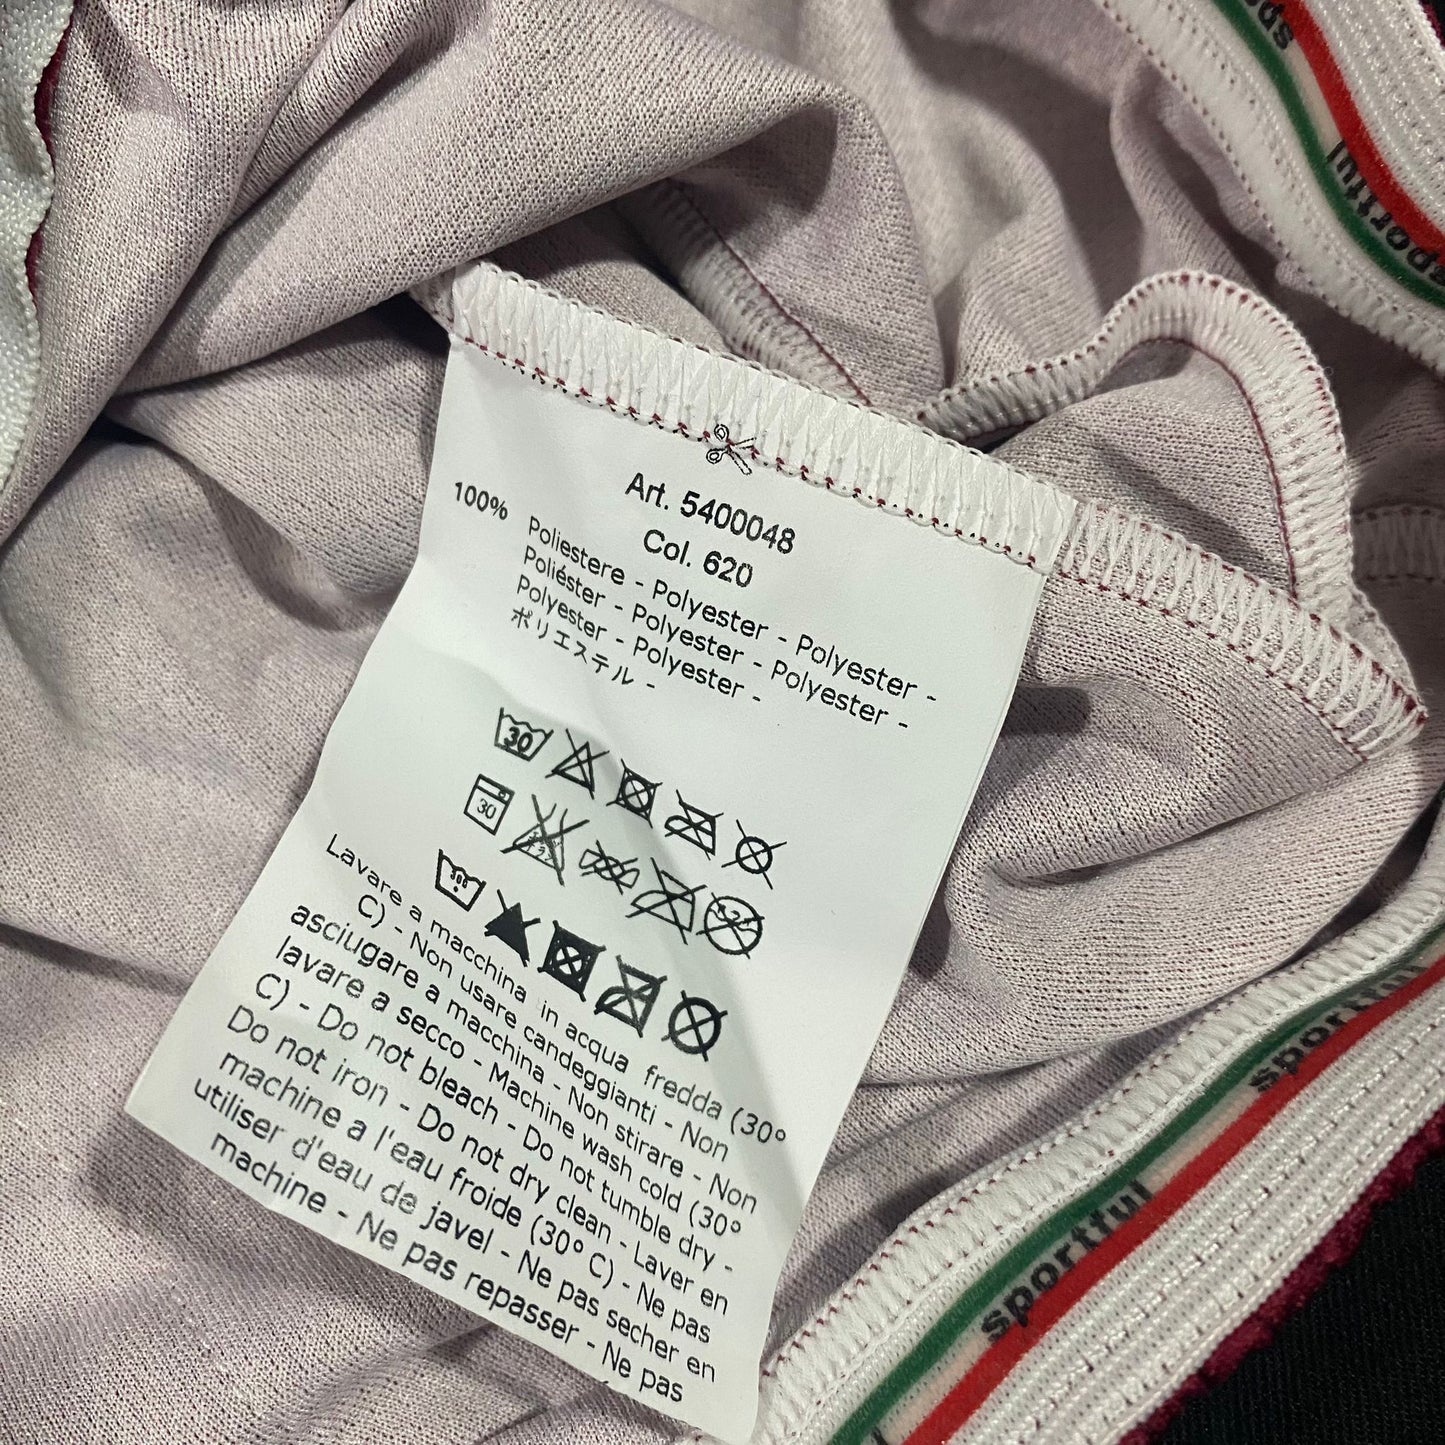 Art. 5400048
Col. 620
100% Poliestere - Polyester - Polyester -
Poliéster - Polyester - Polyester -
Polyester - Polyester -
ポリエステル -
30
30
Lavare a macchina in acqua fredda (30°
C) - Non usare candeggianti - Non
asciugare a macchina - Non stirare - Non
lavare a secco - Machine wash cold (30°
C) - Do not bleach - Do not tumble dry -
Do not iron - Do not dry clean - Laver en
machine a l'eau froide (30° C) - Ne pas
utiliser d'eau de javel - Ne pas secher en
machine - Ne pas repasser - Ne pas
sportful
sportful
sportful